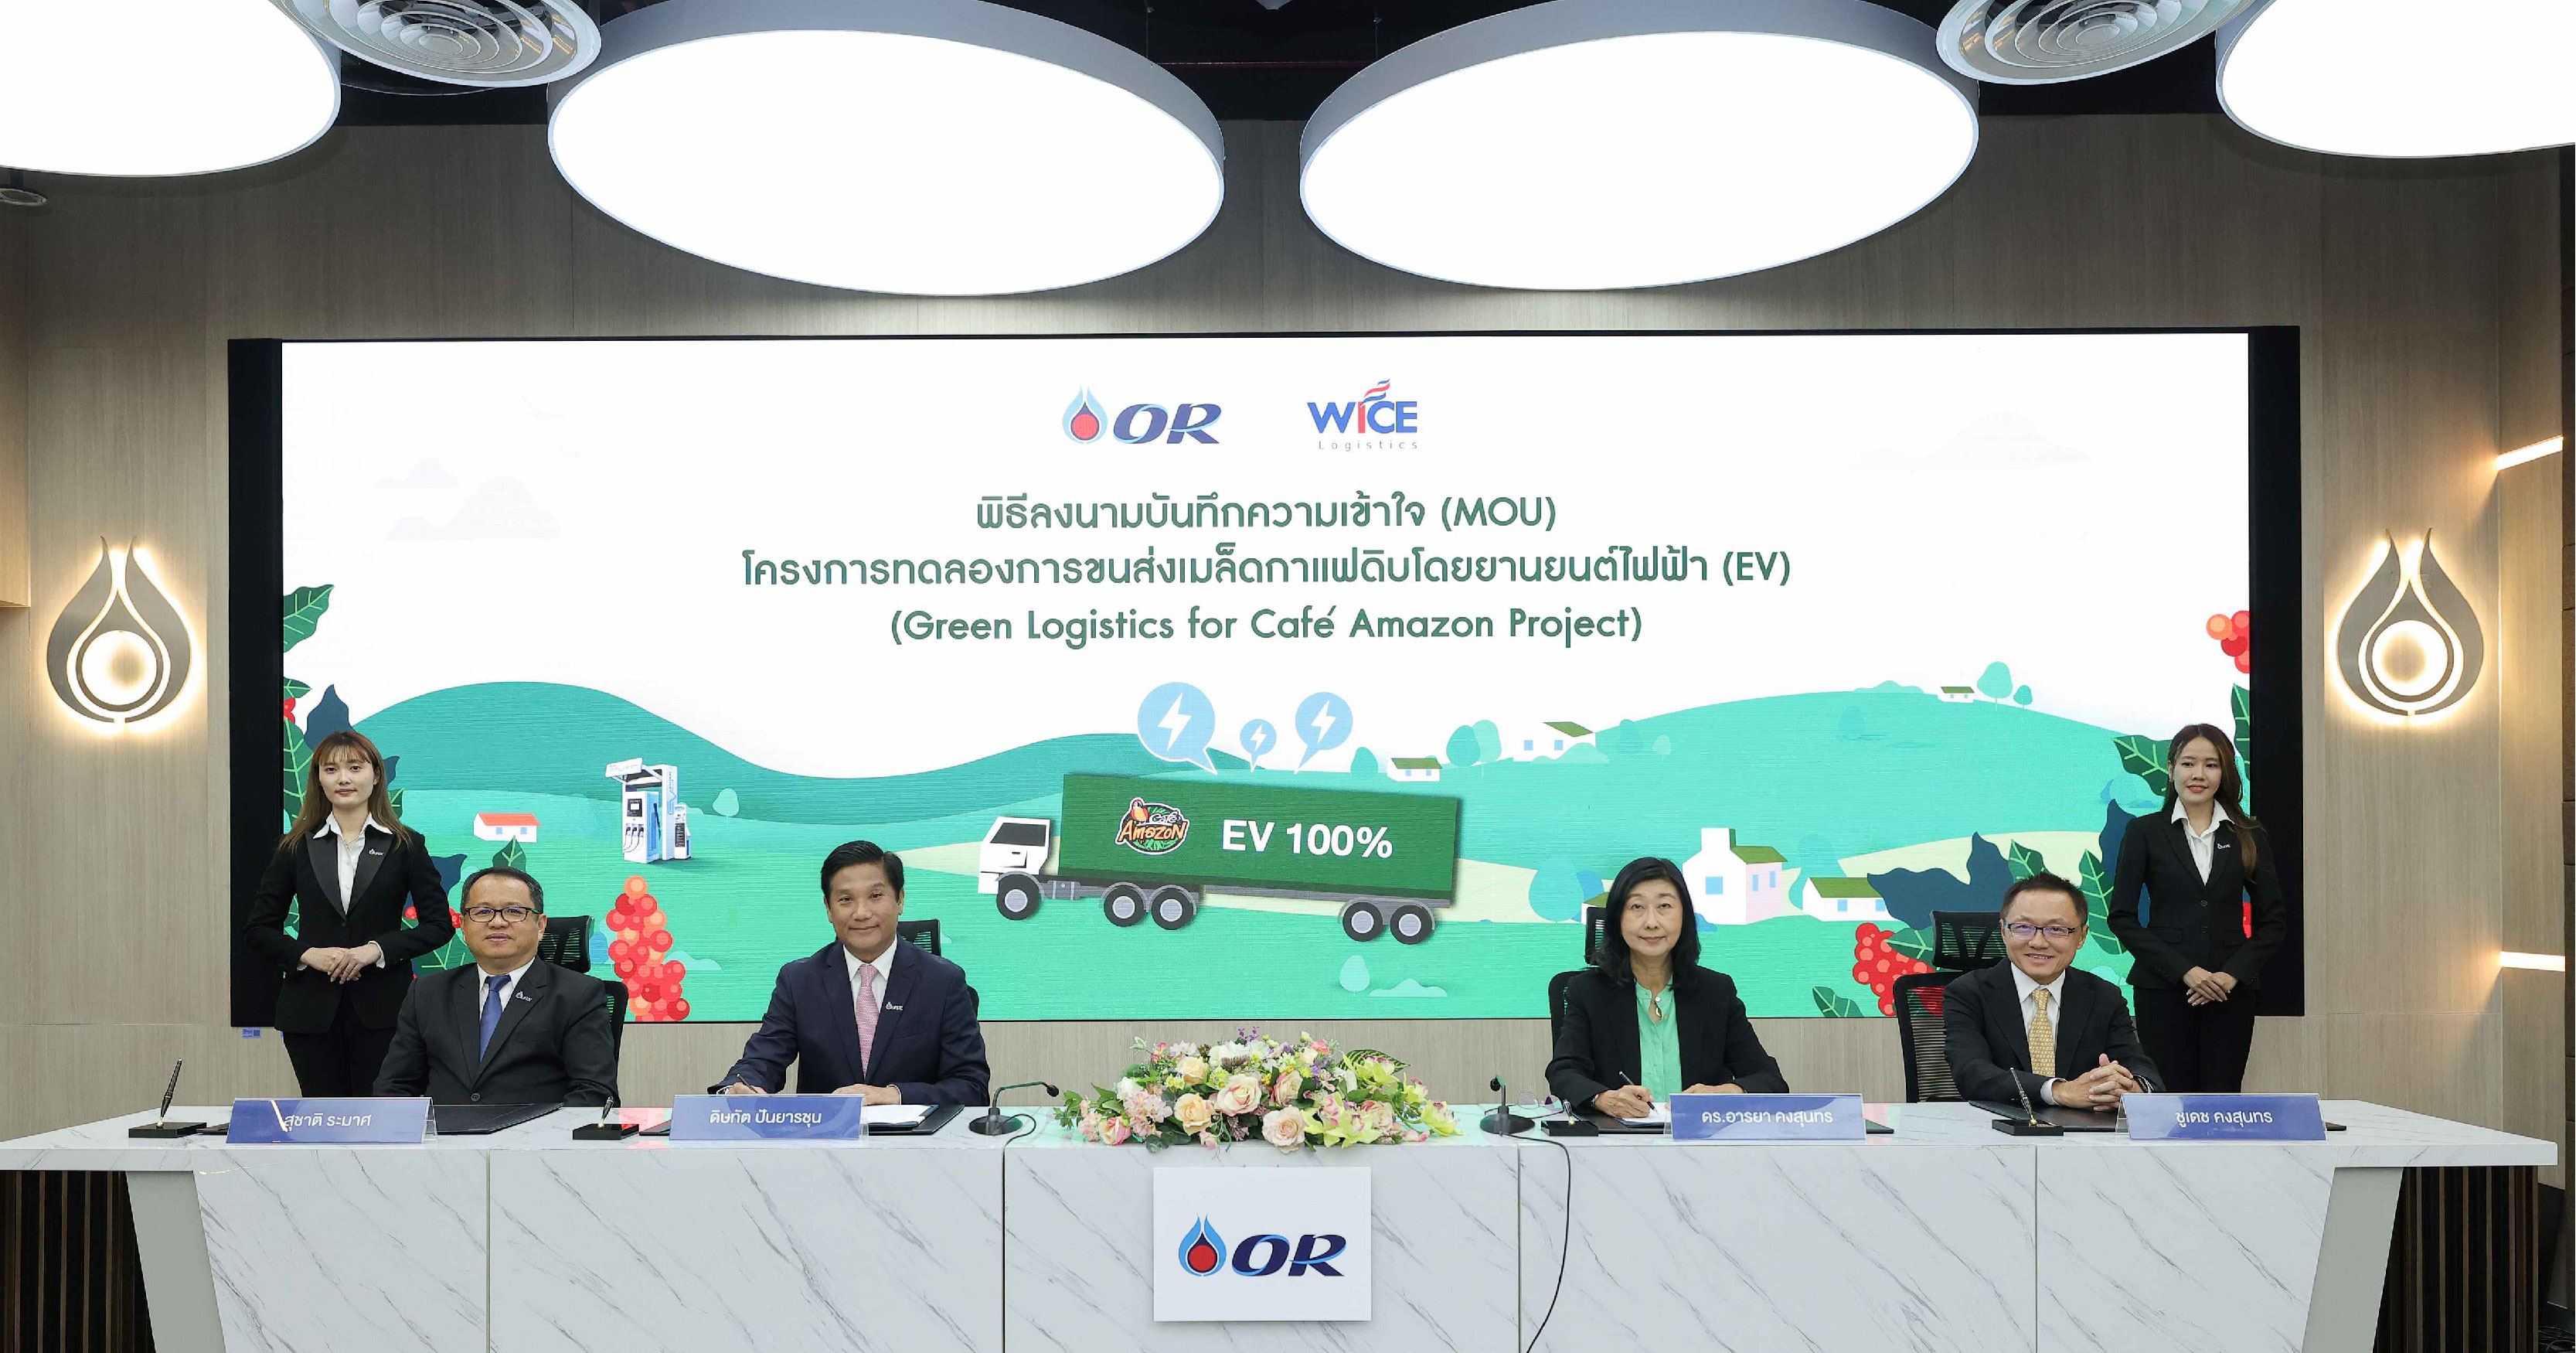 OR
WICE
Logistics
พิธีลงนามบันทึกความเข้าใจ (MOU)
โครงการทดลองการขนส่งเมล็ดกาแฟดิบโดยยานยนต์ไฟฟ้า (EV)
(Green Logistics for Café Amazon Project)
Café
Amazon
EV 100%
สุชาติ ระมาศ
ดิษทัต ปันยารชุน
ดร.อารยา คงสุนทร
ชูเดช คงสุนทร
OR